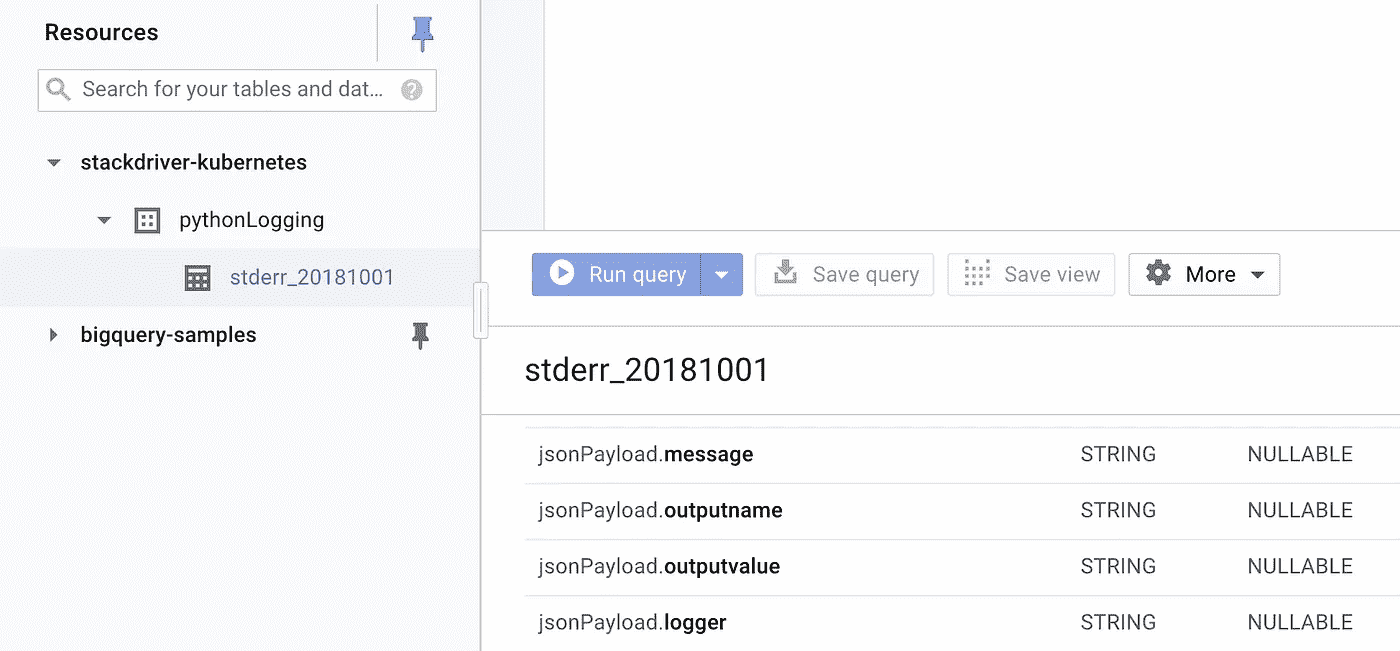 Resources
Search for your tables and dat... ?
stackdriver-kubernetes
pythonLogging
stderr_20181001
bigquery-samples
Run query Save query Save view More
stderr_20181001
jsonPayload.message STRING NULLABLE
jsonPayload.outputname STRING NULLABLE
jsonPayload.outputvalue STRING NULLABLE
jsonPayload.logger STRING NULLABLE